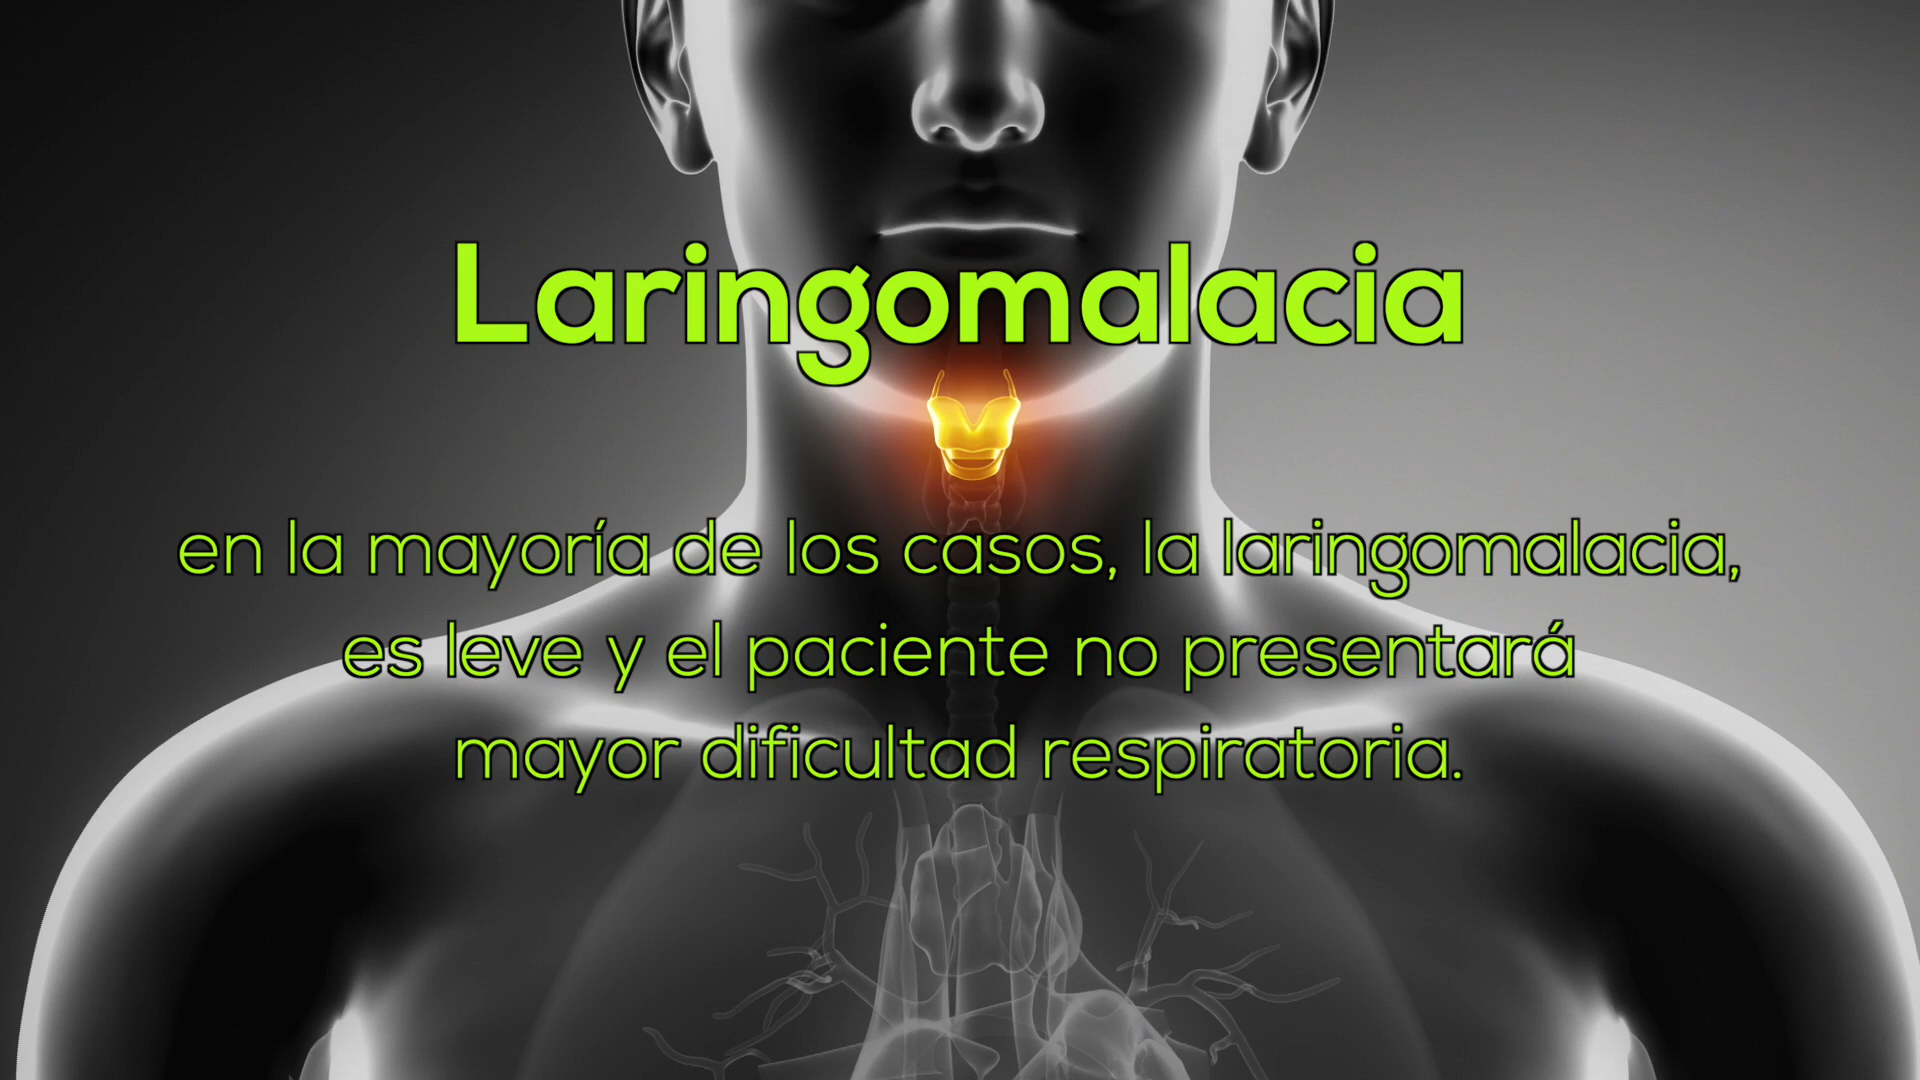 Laringomalacia
en la mayoría de los casos, la laringomalacia,
es leve y el paciente no presentará
mayor dificultad respiratoria.